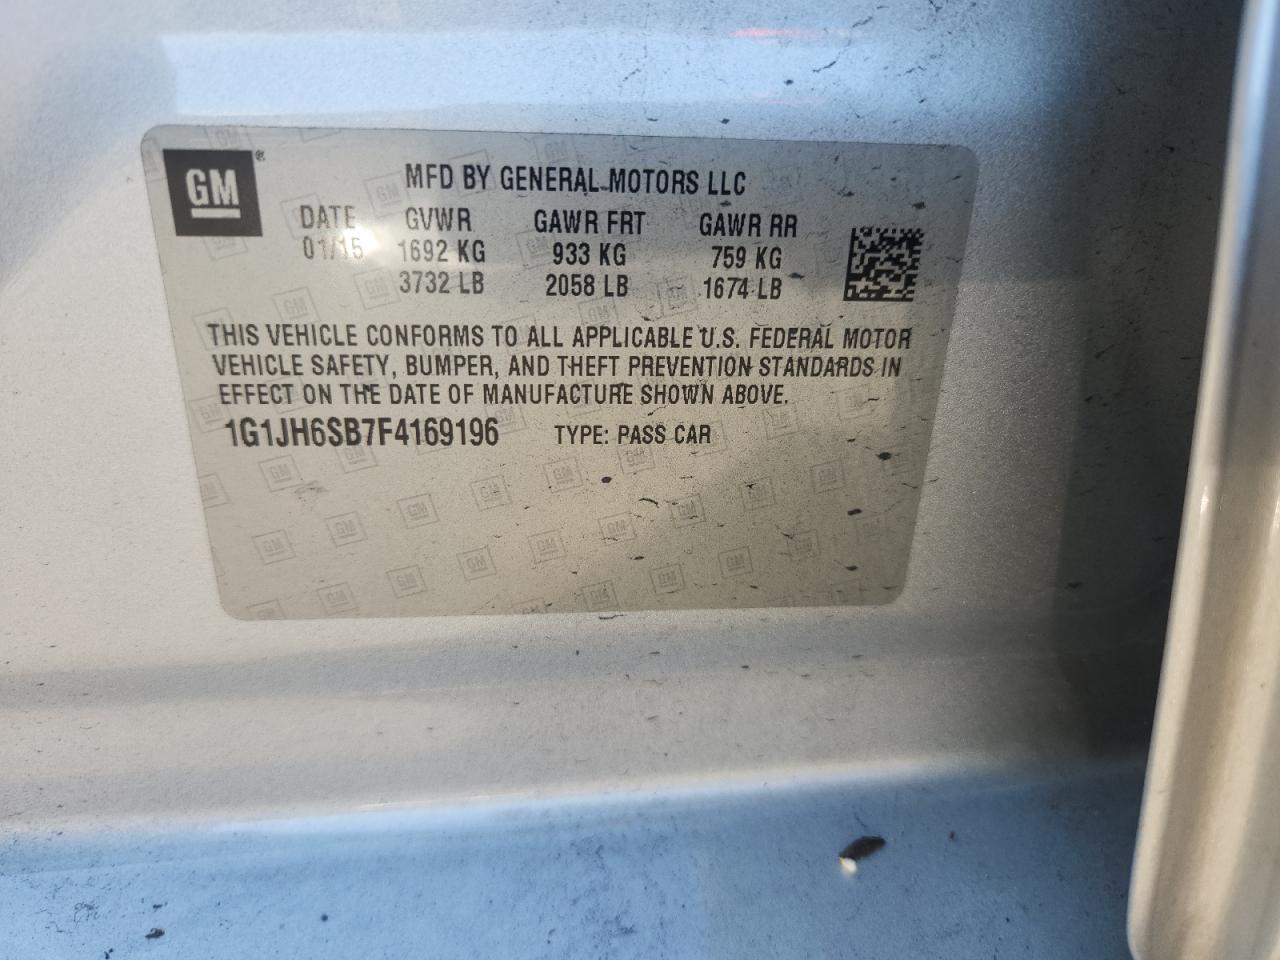 GM ®
MFD BY GENERAL MOTORS LLC
DATE GVWR GAWR FRT GAWR RR
01/15 1692 KG 933 KG 759 KG
3732 LB 2058 LB 1674 LB
THIS VEHICLE CONFORMS TO ALL APPLICABLE U.S. FEDERAL MOTOR
VEHICLE SAFETY, BUMPER, AND THEFT PREVENTION STANDARDS IN
EFFECT ON THE DATE OF MANUFACTURE SHOWN ABOVE.
1G1JH6SB7F4169196 TYPE: PASS CAR